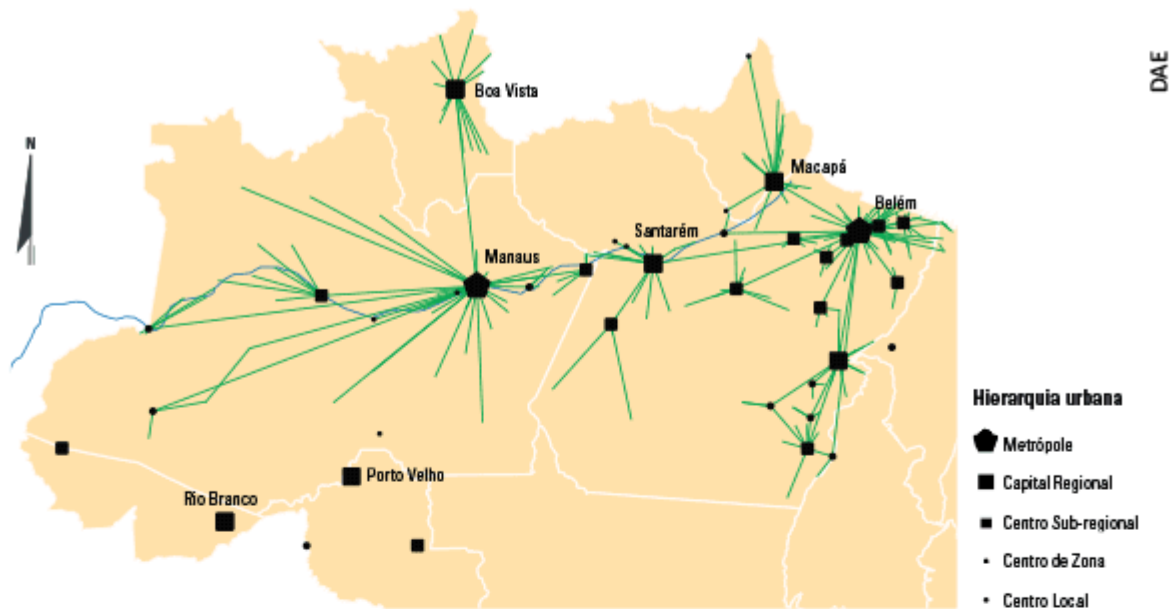 DAE
N
Boa Vista
Macapá
Belém
Santarém
Manaus
Porto Velho
Rio Branco
Hierarquia urbana
Metrópole
Capital Regional
Centro Sub-regional
Centro de Zona
Centro Local